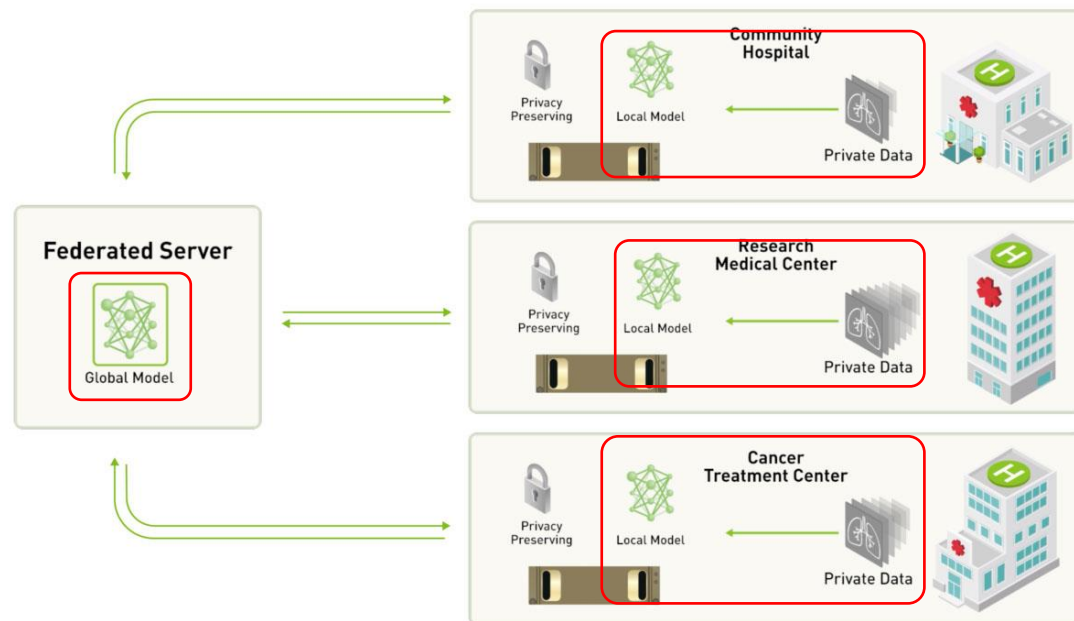 Community
Hospital
Privacy
Preserving
Local Model
Private Data
H
Federated Server
Global Model
Research
Medical Center
Privacy
Preserving
Local Model
Private Data
H
Cancer
Treatment Center
Privacy
Preserving
Local Model
Private Data
H